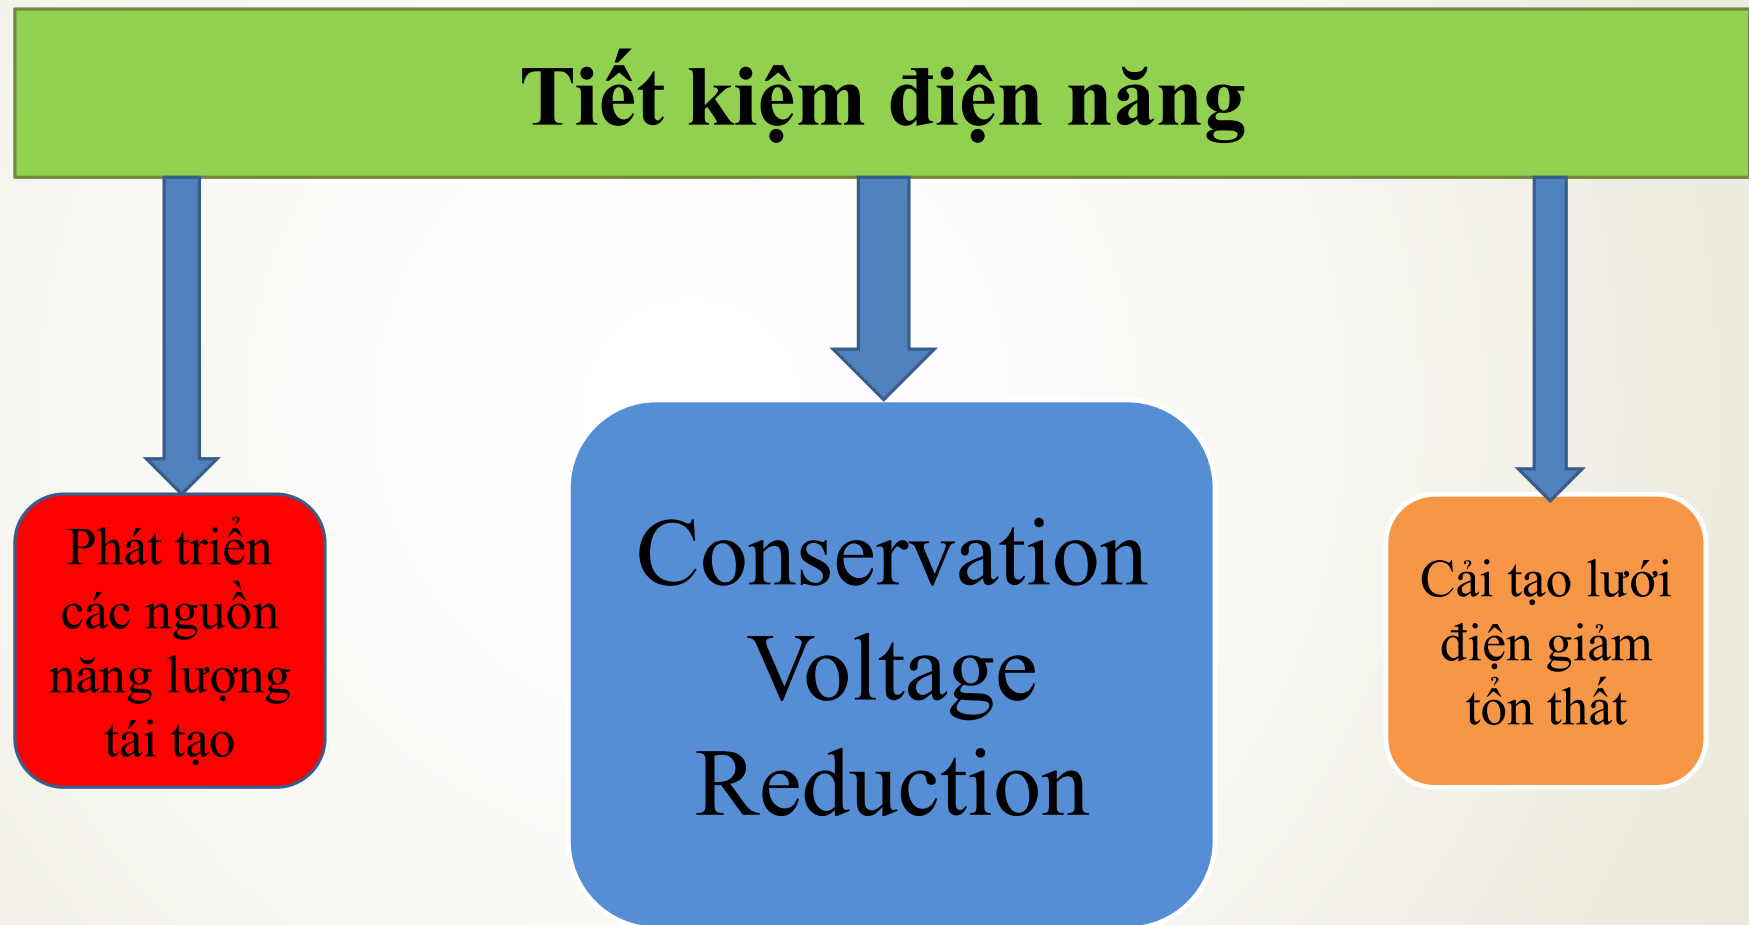 Tiết kiệm điện năng
Phát triển
các nguồn
năng lượng
tái tạo
Conservation
Voltage
Reduction
Cải tạo lưới
điện giảm
tổn thất